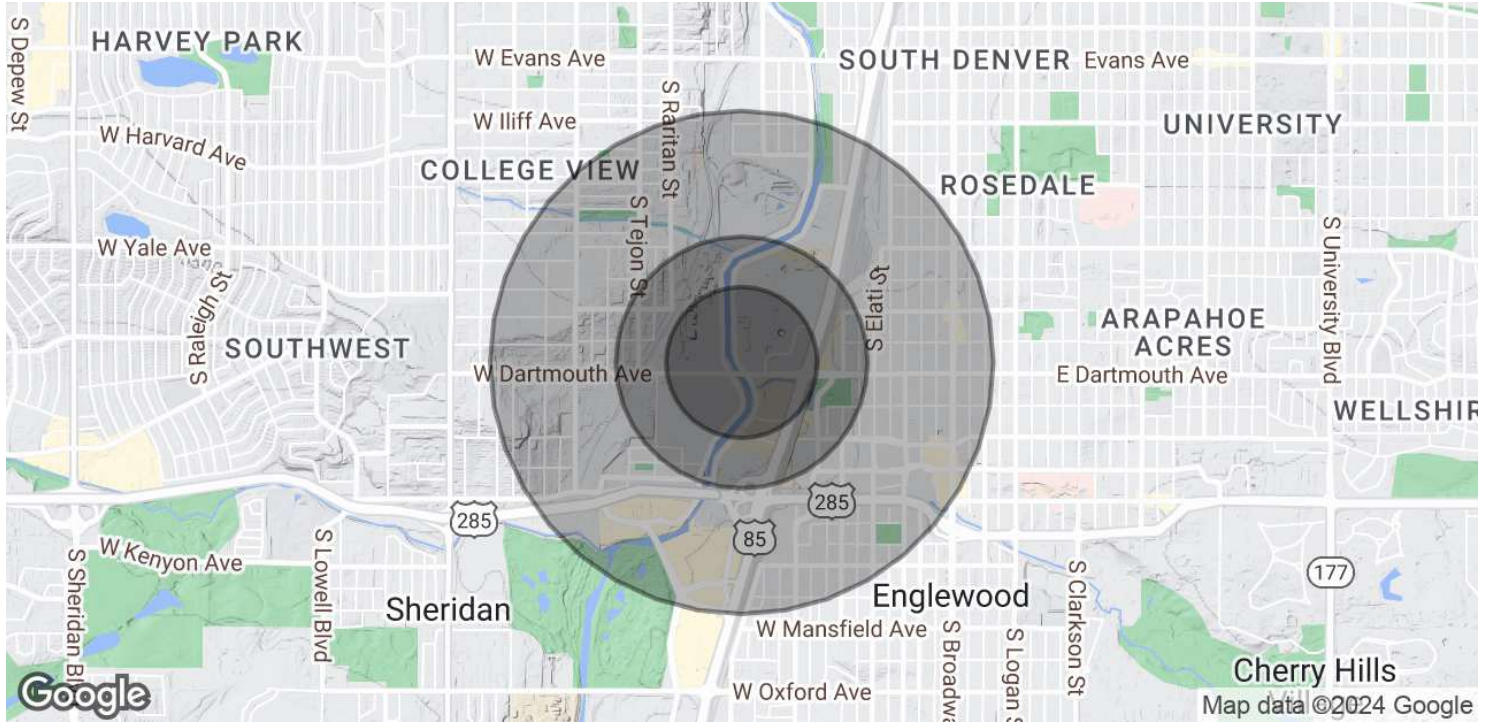 S Depew St
HARVEY PARK
W Evans Ave
SOUTH DENVER
Evans Ave
S Raritan St
W Iliff Ave
W Harvard Ave
UNIVERSITY
COLLEGE VIEW
ROSEDALE
S Tejon St
W Yale Ave
S University Blvd
S Elati St
S Raleigh St
ARAPAHOE
ACRES
SOUTHWEST
W Dartmouth Ave
E Dartmouth Ave
WELLSHIR
285
285
85
W Kenyon Ave
S Lowell Blvd
S Sheridan Bl
177
S Clarkson St
Sheridan
Englewood
W Mansfield Ave
S Broadwa
S Logan S
Cherry Hills
W Oxford Ave
Google
Map data ©2024 Google